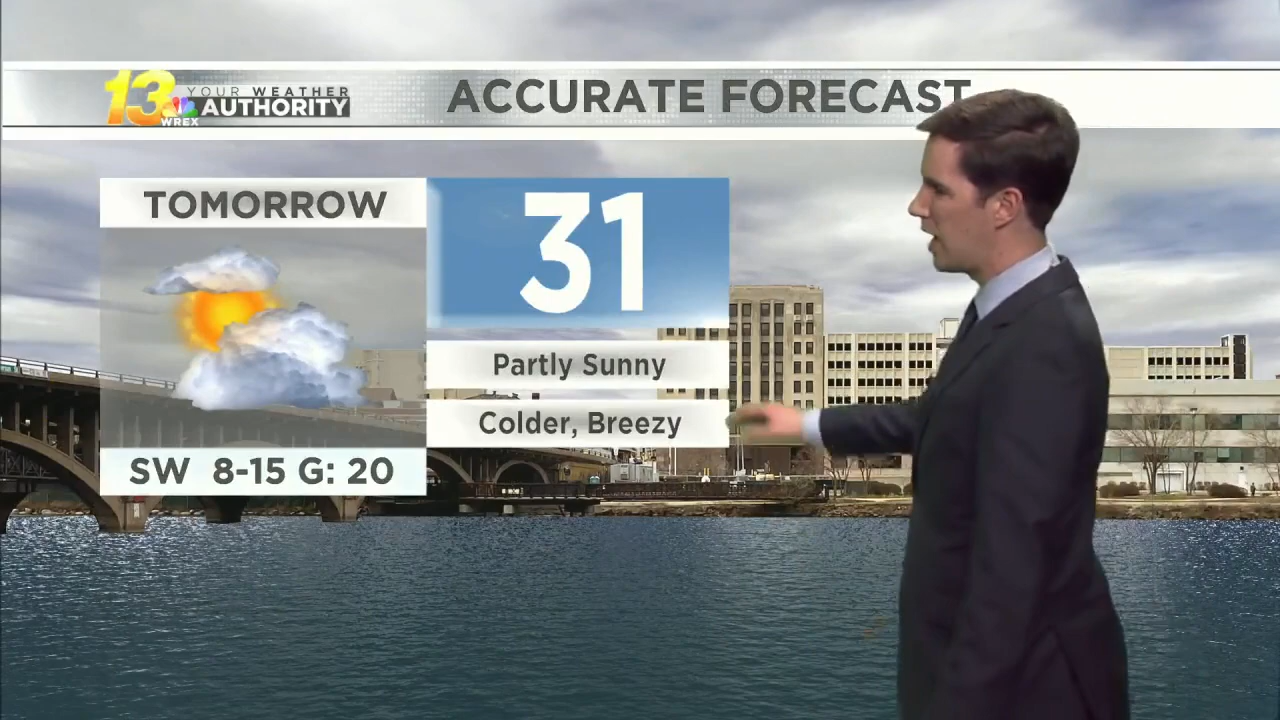 13
WREX
YOUR WEATHER
AUTHORITY
ACCURATE FORECAST
TOMORROW
31
Partly Sunny
Colder, Breezy
SW 8-15 G: 20